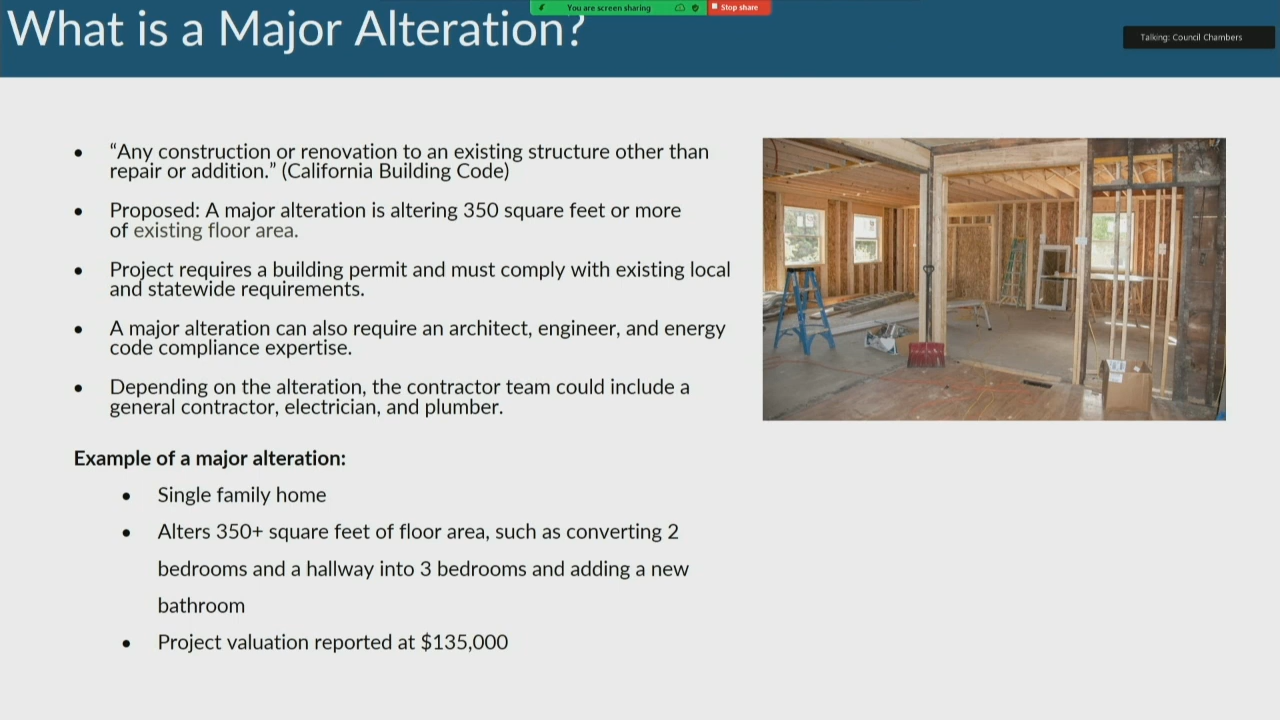 What is a Major Alteration?
You are screen sharing
Stop share
Talking: Council Chambers
• “Any construction or renovation to an existing structure other than
repair or addition.” (California Building Code)
• Proposed: A major alteration is altering 350 square feet or more
of existing floor area.
• Project requires a building permit and must comply with existing local
and statewide requirements.
• A major alteration can also require an architect, engineer, and energy
code compliance expertise.
• Depending on the alteration, the contractor team could include a
general contractor, electrician, and plumber.
Example of a major alteration:
• Single family home
• Alters 350+ square feet of floor area, such as converting 2
bedrooms and a hallway into 3 bedrooms and adding a new
bathroom
• Project valuation reported at $135,000